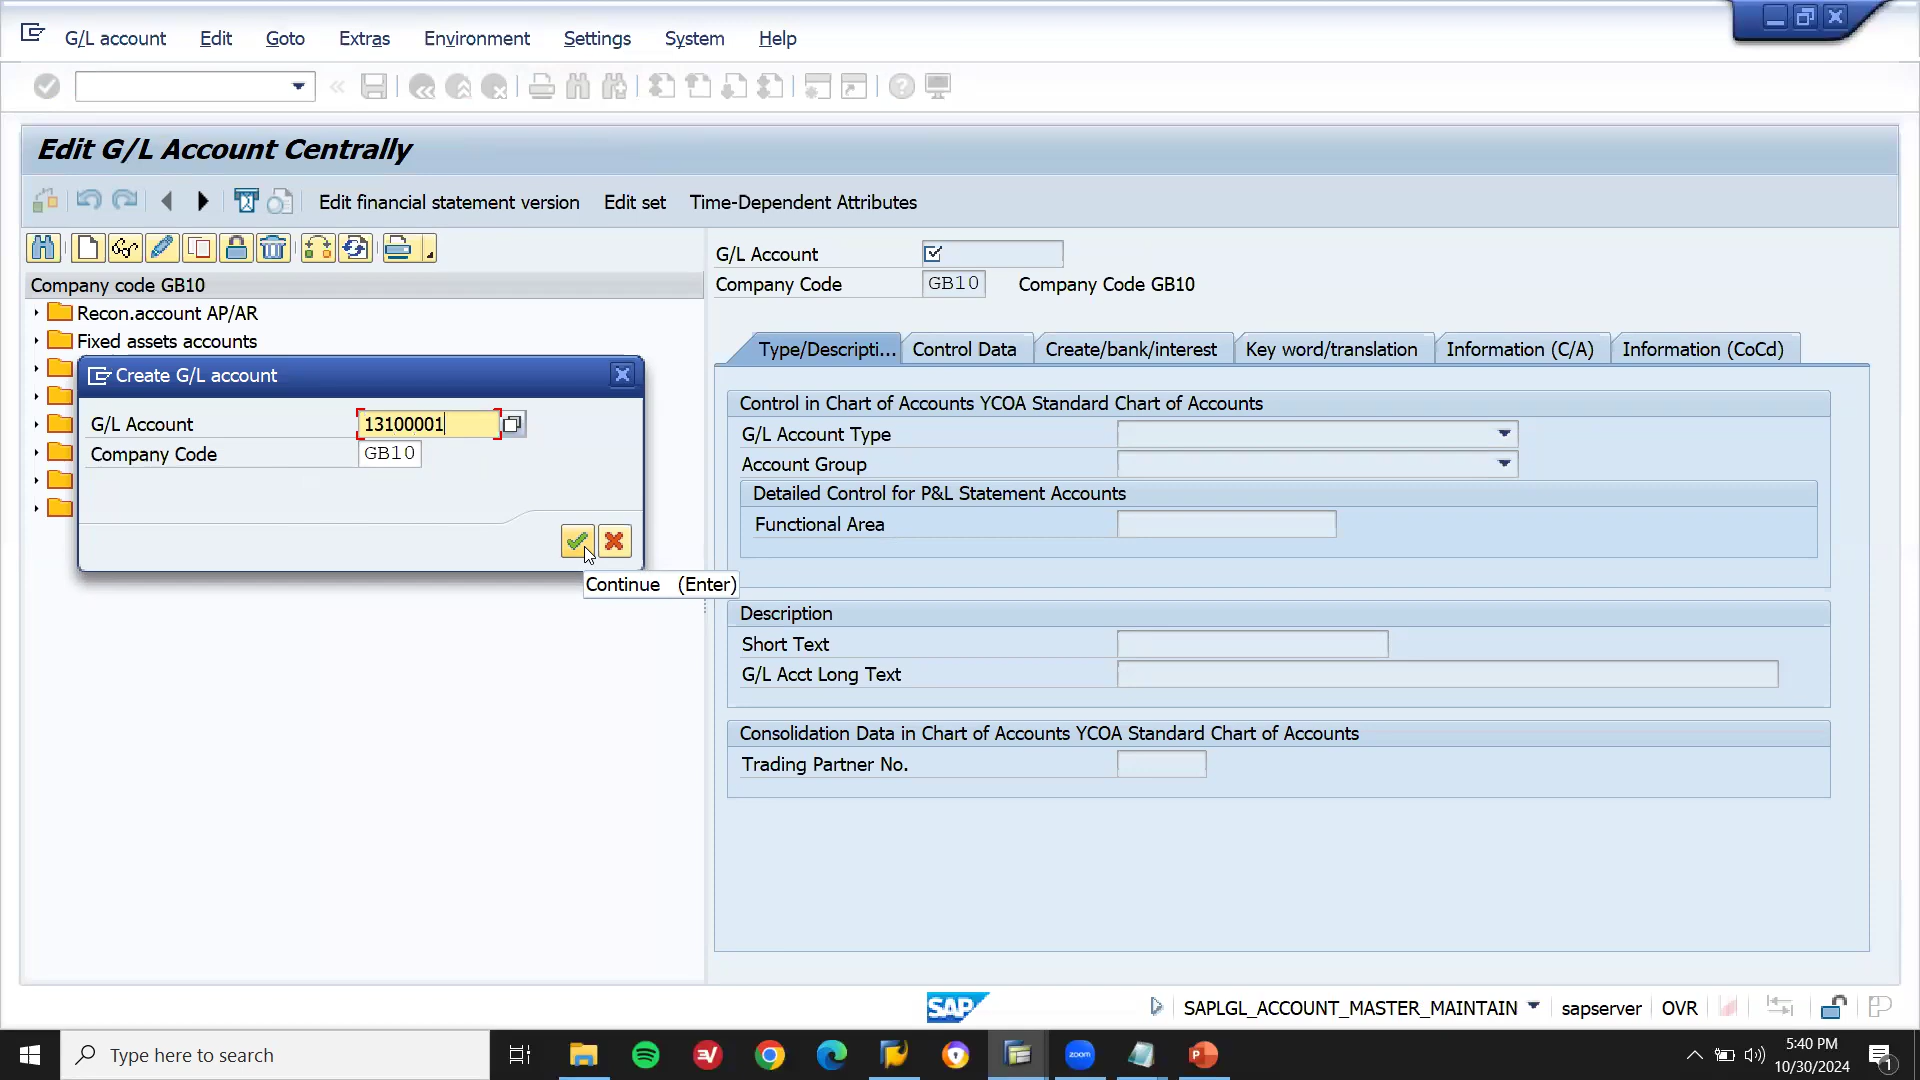 G/L account Edit Goto Extras Environment Settings System Help
Edit G/L Account Centrally
Edit financial statement version Edit set Time-Dependent Attributes
Company code GB10
Recon.account AP/AR
Fixed assets accounts
Create G/L account
G/L Account 13100001
Company Code GB10
Continue (Enter)
G/L Account
Company Code GB10 Company Code GB10
Type/Descripti... Control Data Create/bank/interest Key word/translation Information (C/A) Information (CoCd)
Control in Chart of Accounts YCOA Standard Chart of Accounts
G/L Account Type
Account Group
Detailed Control for P&L Statement Accounts
Functional Area
Description
Short Text
G/L Acct Long Text
Consolidation Data in Chart of Accounts YCOA Standard Chart of Accounts
Trading Partner No.
SAP SAPLGL_ACCOUNT_MASTER_MAINTAIN sapserver OVR
Type here to search
zoom
5:40 PM
10/30/2024
1